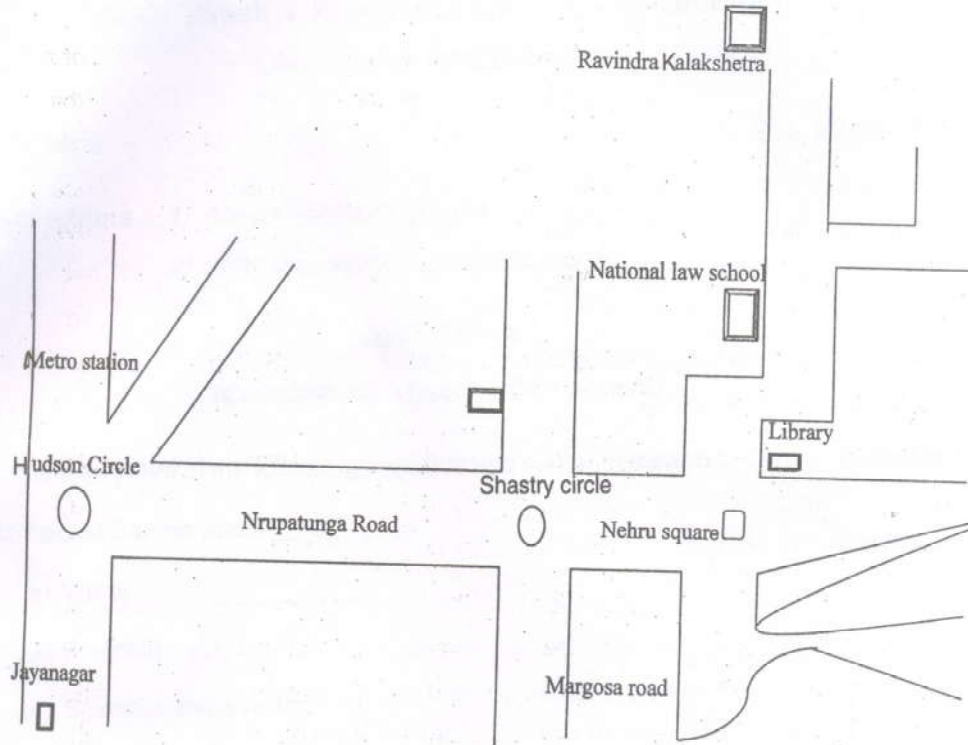 Ravindra Kalakshetra
National law school
Metro station
Library
Hudson Circle
Shastry circle
Nrupatunga Road
Nehru square
Jayanagar
Margosa road